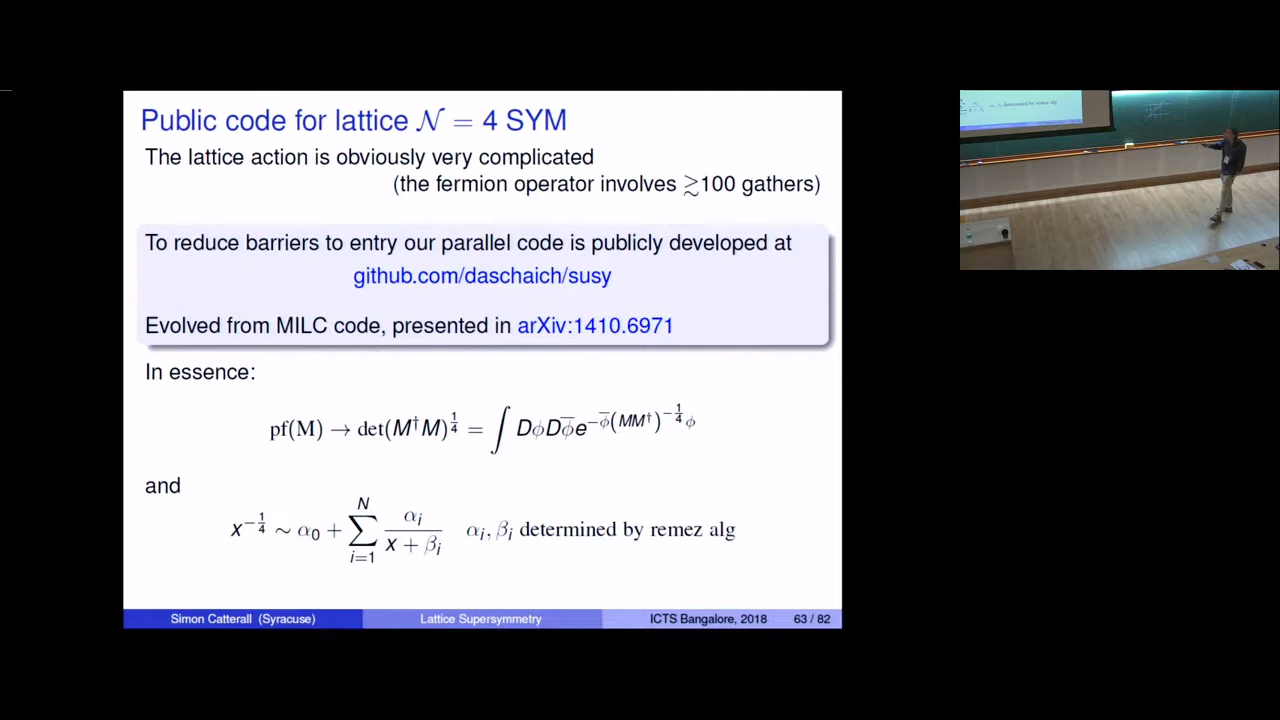 Public code for lattice 𝒩 = 4 SYM
The lattice action is obviously very complicated
(the fermion operator involves ≳100 gathers)
To reduce barriers to entry our parallel code is publicly developed at
github.com/daschaich/susy
Evolved from MILC code, presented in arXiv:1410.6971
In essence:
pf(M) → det(M†M)^{1/4} = ∫ DϕDϕ̅e^{−ϕ̅(MM†)^{−1/4}ϕ}
and
x^{−1/4} ∼ α₀ + ∑_{i=1}^{N} α_i/(x + β_i) α_i, β_i determined by remez alg
Simon Catterall (Syracuse) Lattice Supersymmetry ICTS Bangalore, 2018 63 / 82
determined by remez alg